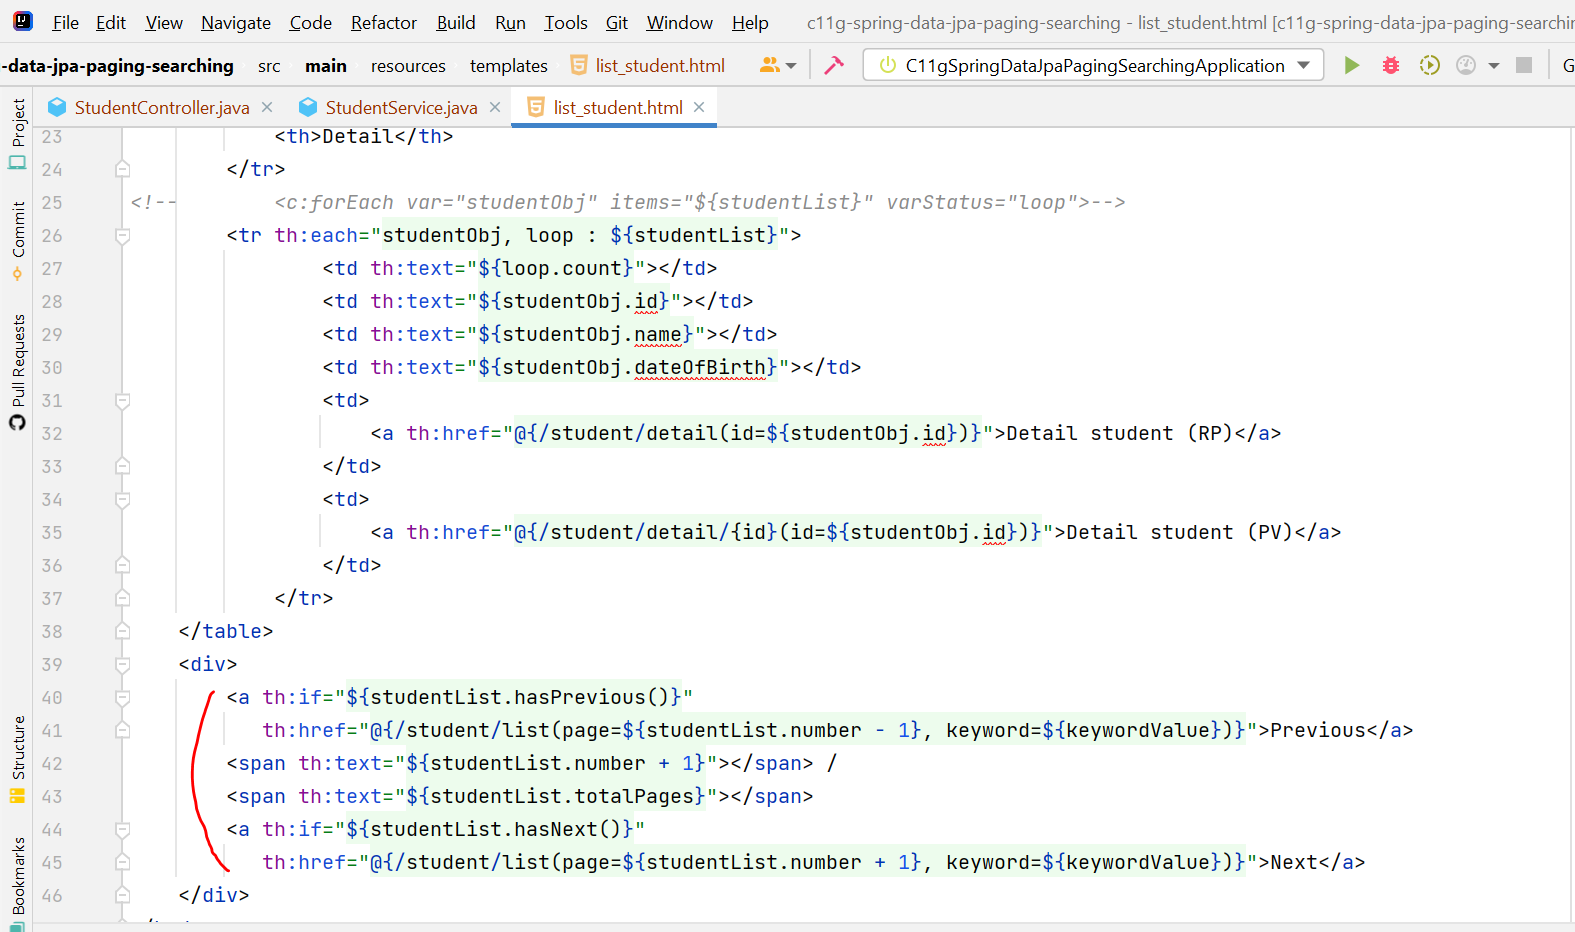 File Edit View Navigate Code Refactor Build Run Tools Git Window Help c11g-spring-data-jpa-paging-searching - list_student.html [c11g-spring-data-jpa-paging-searchin
-data-jpa-paging-searching src main resources templates list_student.html C11gSpringDataJpaPagingSearchingApplication G
StudentController.java StudentService.java list_student.html
Project
Commit
Pull Requests
Structure
Bookmarks
23 <th>Detail</th>
24 </tr>
25 <!-- <c:forEach var="studentObj" items="${studentList}" varStatus="loop">-->
26 <tr th:each="studentObj, loop : ${studentList}">
27 <td th:text="${loop.count}"></td>
28 <td th:text="${studentObj.id}"></td>
29 <td th:text="${studentObj.name}"></td>
30 <td th:text="${studentObj.dateOfBirth}"></td>
31 <td>
32 <a th:href="@{/student/detail(id=${studentObj.id})}">Detail student (RP)</a>
33 </td>
34 <td>
35 <a th:href="@{/student/detail/{id}(id=${studentObj.id})}">Detail student (PV)</a>
36 </td>
37 </tr>
38 </table>
39 <div>
40 <a th:if="${studentList.hasPrevious()}"
41 th:href="@{/student/list(page=${studentList.number - 1}, keyword=${keywordValue})}">Previous</a>
42 <span th:text="${studentList.number + 1}"></span> /
43 <span th:text="${studentList.totalPages}"></span>
44 <a th:if="${studentList.hasNext()}"
45 th:href="@{/student/list(page=${studentList.number + 1}, keyword=${keywordValue})}">Next</a>
46 </div>